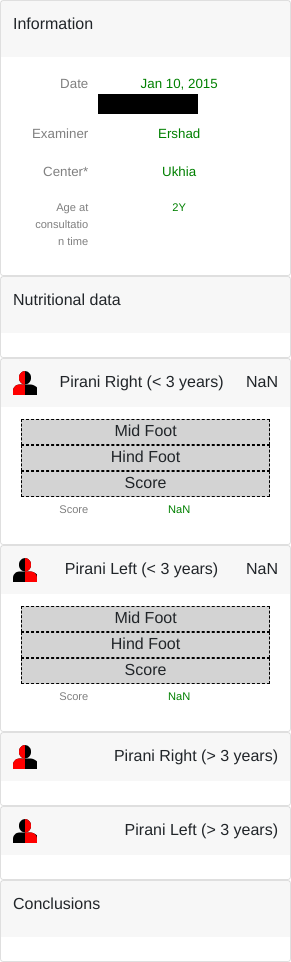 Information
Date Jan 10, 2015
Examiner Ershad
Center* Ukhia
Age at 2Y
consultatio
n time
Nutritional data
Pirani Right (< 3 years) NaN
Mid Foot
Hind Foot
Score
Score NaN
Pirani Left (< 3 years) NaN
Mid Foot
Hind Foot
Score
Score NaN
Pirani Right (> 3 years)
Pirani Left (> 3 years)
Conclusions